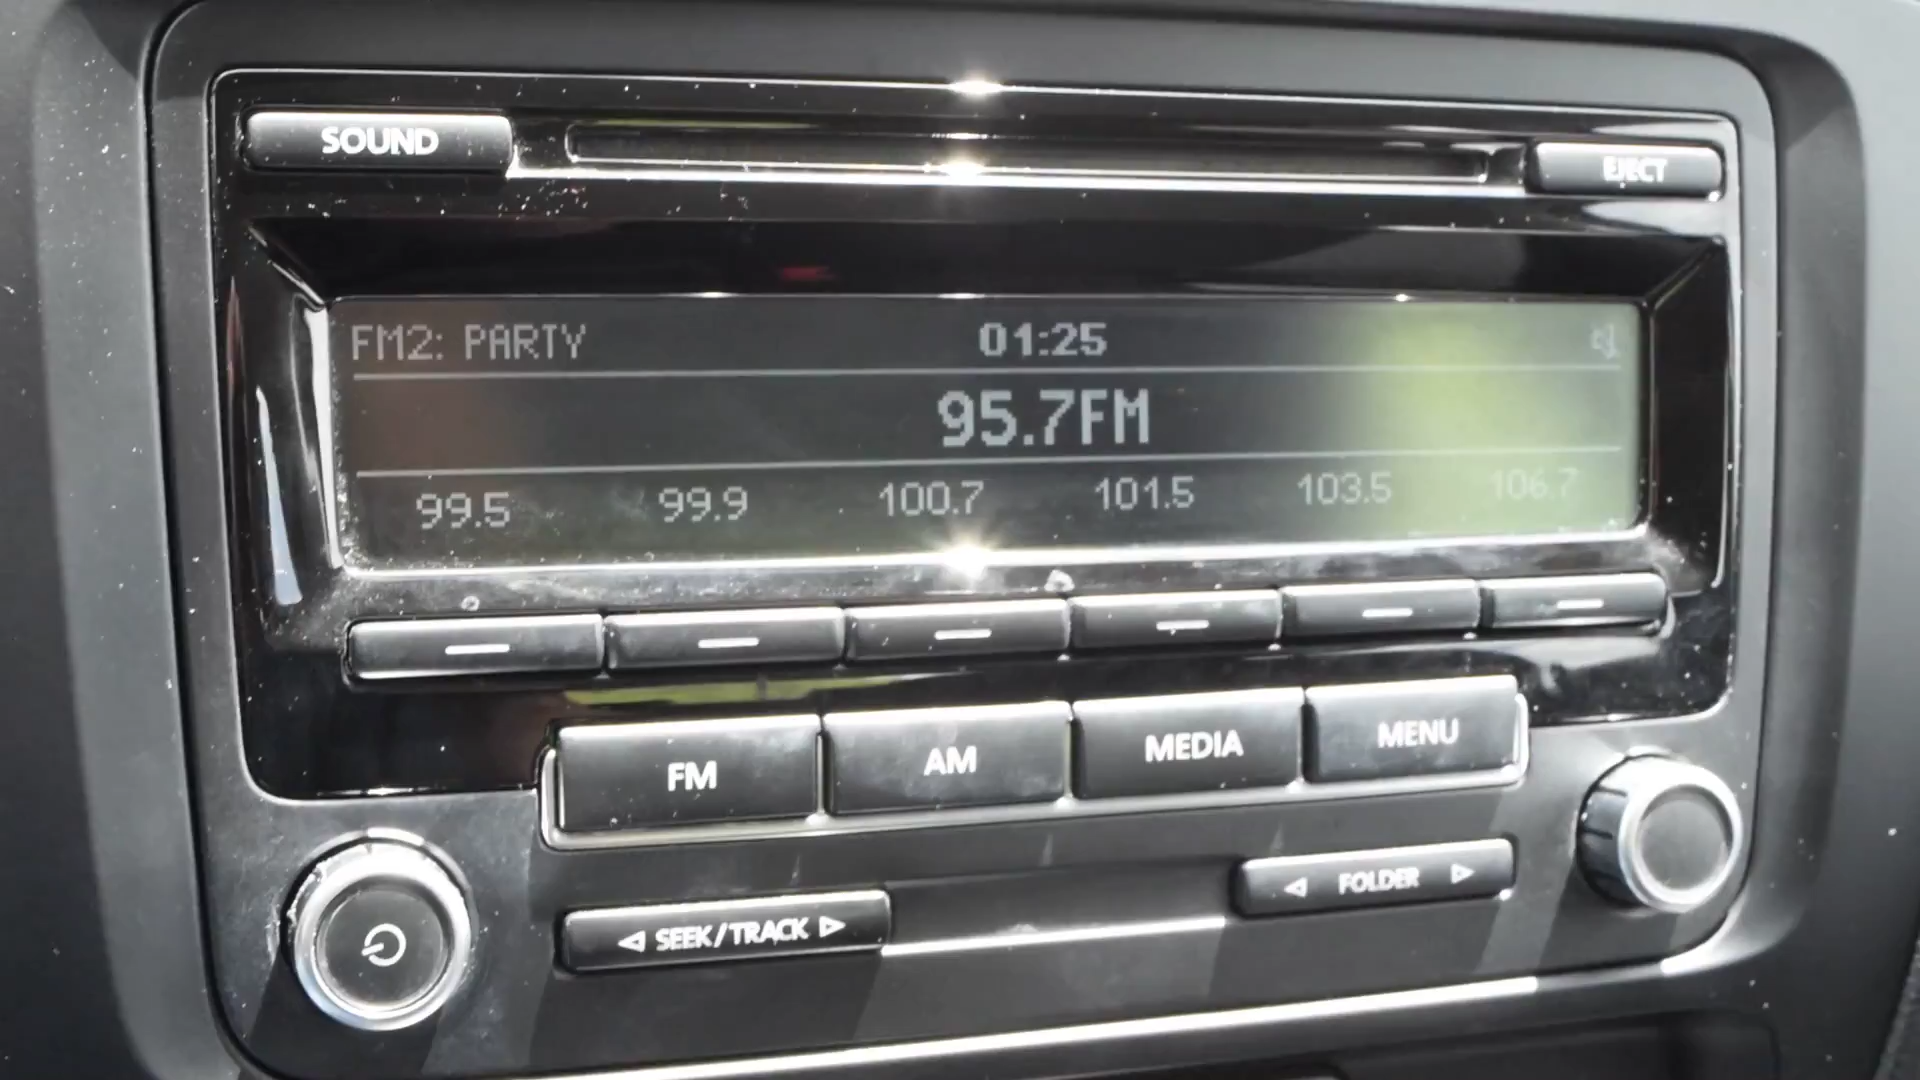 SOUND EJECT
FM2: PARTY 01:25
95.7FM
99.5 99.9 100.7 101.5 103.5 106.7
FM AM MEDIA MENU
SEEK/TRACK FOLDER